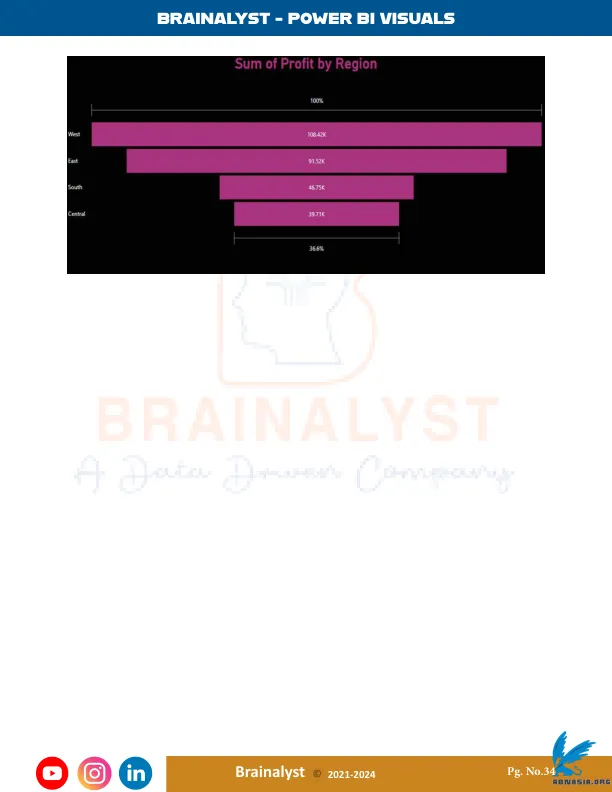 BRAINALYST - POWER BI VISUALS
Sum of Profit by Region
100%
West 108.42K
East 91.52K
South 46.75K
Central 39.71K
36.6%
BRAINALYST
A Data Driven Company
Brainalyst © 2021-2024
Pg. No.34
ABNASIA.ORG